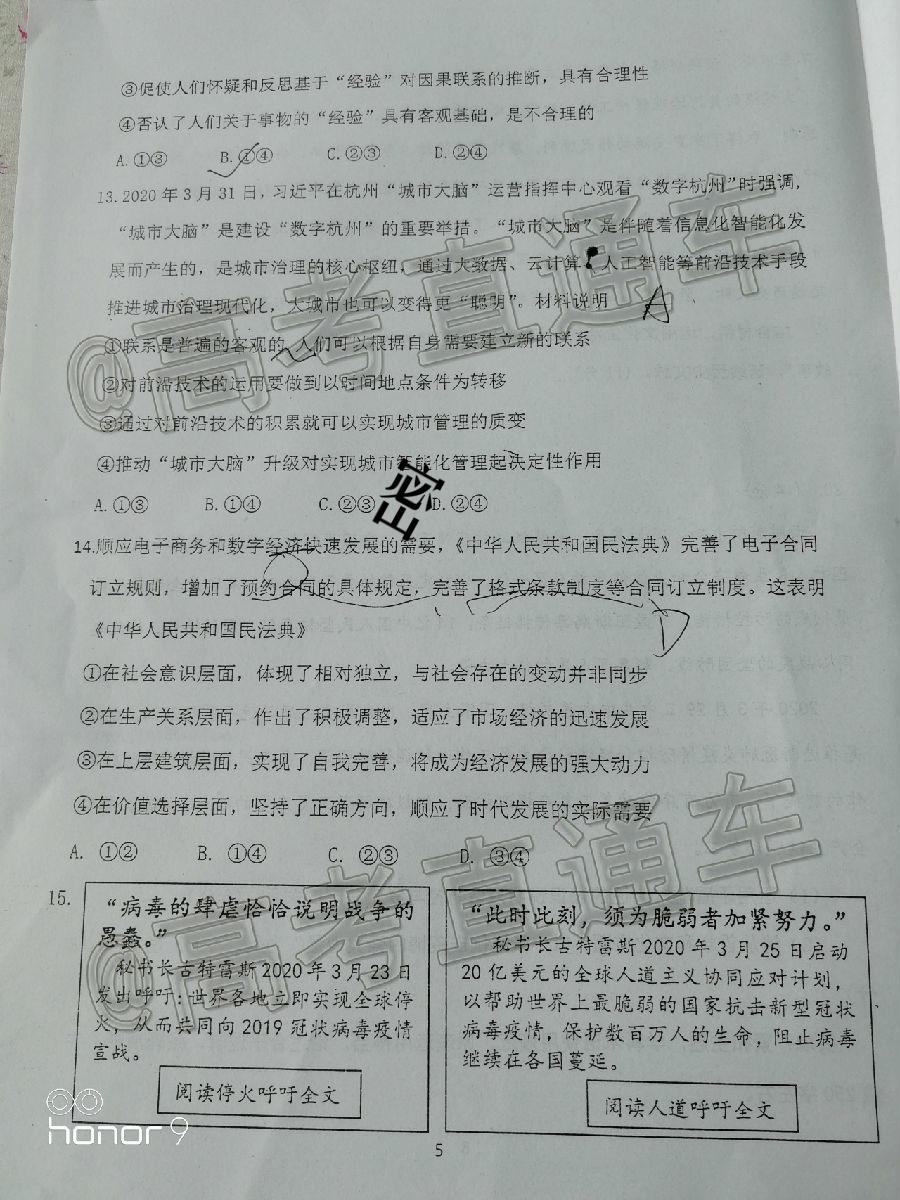 ③促使人们怀疑和反思基于“经验”对因果联系的推断，具有合理性
④否认了人们关于事物的“经验”具有客观基础，是不合理的
A.①③ B.①④ C.②③ D.②④
13.2020年3月31日，习近平在杭州“城市大脑”运营指挥中心观看“数字杭州”时强调，
“城市大脑”是建设“数字杭州”的重要举措。“城市大脑”是伴随着信息化智能化发
展而产生的，是城市治理的核心枢纽，通过大数据、云计算、人工智能等前沿技术手段
推进城市治理现代化，大城市也可以变得更“聪明”。材料说明 A
①联系是普遍的客观的，人们可以根据自身需要建立新的联系
②对前沿技术的运用要做到以时间地点条件为转移
③通过对前沿技术的积累就可以实现城市管理的质变
④推动“城市大脑”升级对实现城市智能化管理起决定性作用
A.①③ B.①④ C.②③ D.②④
密
14.顺应电子商务和数字经济快速发展的需要，《中华人民共和国民法典》完善了电子合同
订立规则，增加了预约合同的具体规定，完善了格式条款制度等合同订立制度。这表明
《中华人民共和国民法典》 D
①在社会意识层面，体现了相对独立，与社会存在的变动并非同步
②在生产关系层面，作出了积极调整，适应了市场经济的迅速发展
③在上层建筑层面，实现了自我完善，将成为经济发展的强大动力
④在价值选择层面，坚持了正确方向，顺应了时代发展的实际需要
A. ①② B. ①④ C. ②③ D. ③④
15.
“病毒的肆虐恰恰说明战争的
愚蠢。”
秘书长古特雷斯2020年3月23日
发出呼吁：世界各地立即实现全球停
火，从而共同向2019冠状病毒疫情
宣战。
阅读停火呼吁全文
“此时此刻，须为脆弱者加紧努力。”
秘书长古特雷斯2020年3月25日启动
20亿美元的全球人道主义协同应对计划，
以帮助世界上最脆弱的国家抗击新型冠状
病毒疫情，保护数百万人的生命，阻止病毒
继续在各国蔓延。
阅读人道呼吁全文
5
honor 9
@高考直通车
@高考直通车